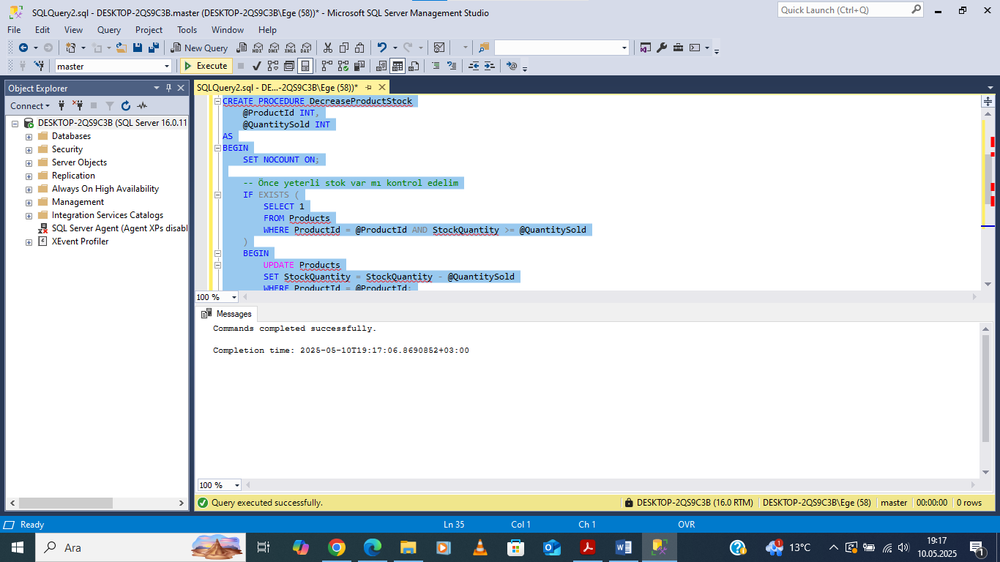 SQLQuery2.sql - DESKTOP-2QS9C3B.master (DESKTOP-2QS9C3B\Ege (58))* - Microsoft SQL Server Management Studio
Quick Launch (Ctrl+Q)
File Edit View Query Project Tools Window Help
New Query
MDX DMX XMLA DAX
master
Execute
Object Explorer
SQLQuery2.sql - DE...-2QS9C3B\Ege (58))*
Connect
DESKTOP-2QS9C3B (SQL Server 16.0.11
Databases
Security
Server Objects
Replication
Always On High Availability
Management
Integration Services Catalogs
SQL Server Agent (Agent XPs disabl
XEvent Profiler
CREATE PROCEDURE DecreaseProductStock
@ProductId INT,
@QuantitySold INT
AS
BEGIN
SET NOCOUNT ON;
-- Önce yeterli stok var mı kontrol edelim
IF EXISTS (
SELECT 1
FROM Products
WHERE ProductId = @ProductId AND StockQuantity >= @QuantitySold
)
BEGIN
UPDATE Products
SET StockQuantity = StockQuantity - @QuantitySold
WHERE ProductId = @ProductId;
100 %
Messages
Commands completed successfully.
Completion time: 2025-05-10T19:17:06.8690852+03:00
100 %
Query executed successfully.
DESKTOP-2QS9C3B (16.0 RTM) DESKTOP-2QS9C3B\Ege (58) master 00:00:00 0 rows
Ready
Ln 35 Col 1 Ch 1 OVR
Ara
1
13°C
19:17
10.05.2025
1